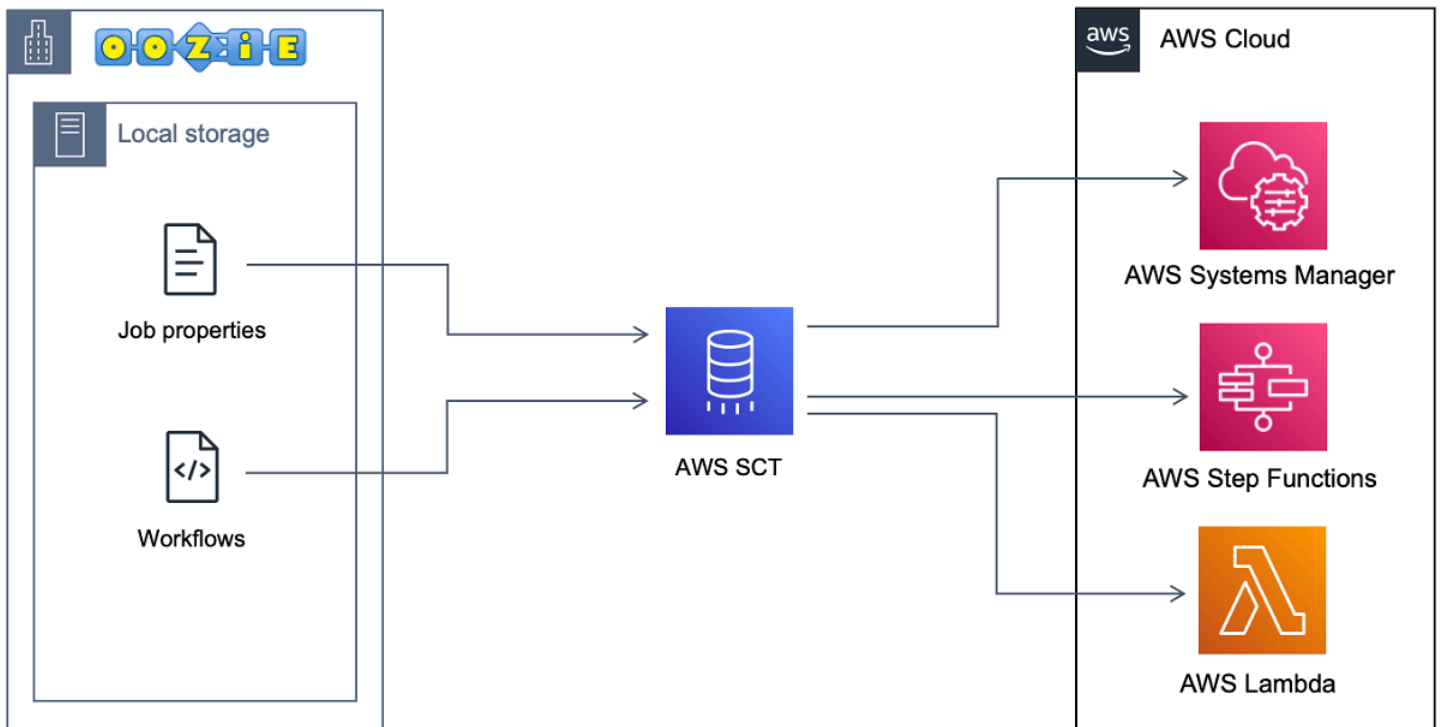 OOZiE
Local storage
Job properties
</>
Workflows
AWS SCT
aws
AWS Cloud
AWS Systems Manager
AWS Step Functions
AWS Lambda